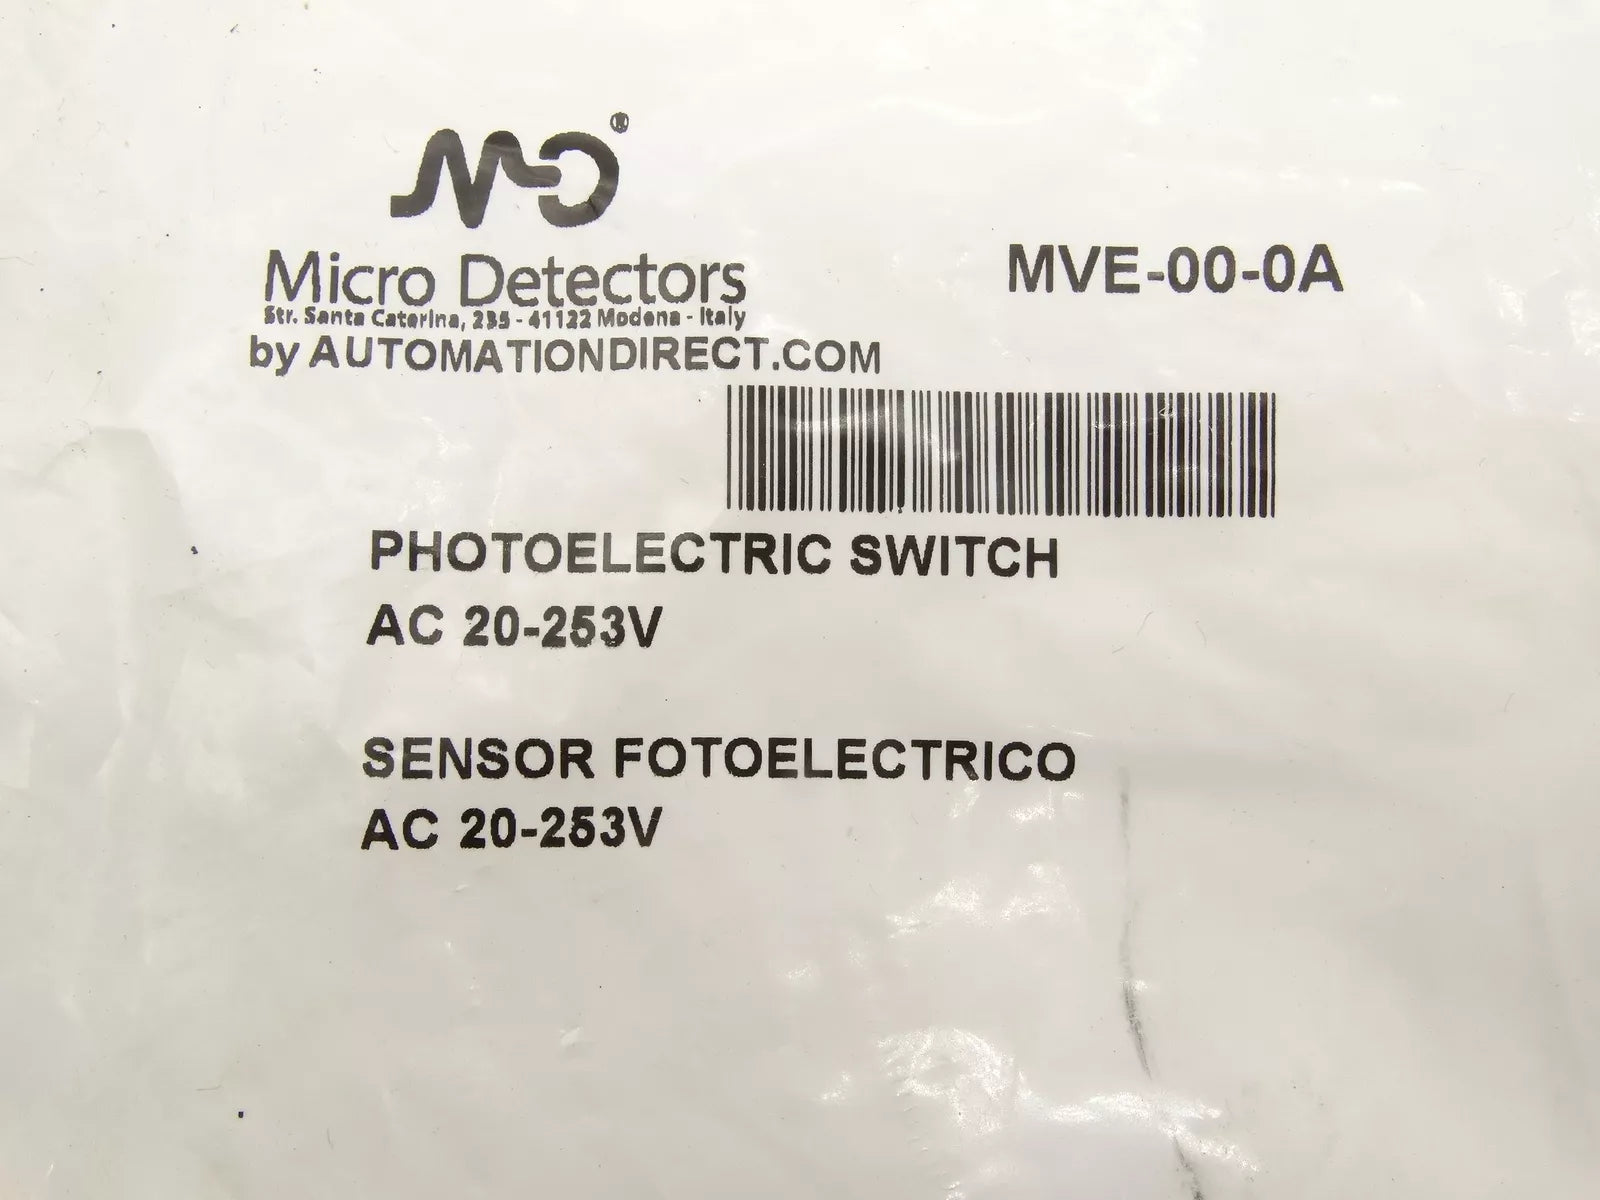 MD®
Micro Detectors
Str. Santa Caterina, 235 - 41122 Modena - Italy
by AUTOMATIONDIRECT.COM
MVE-00-0A
PHOTOELECTRIC SWITCH
AC 20-253V
SENSOR FOTOELECTRICO
AC 20-253V